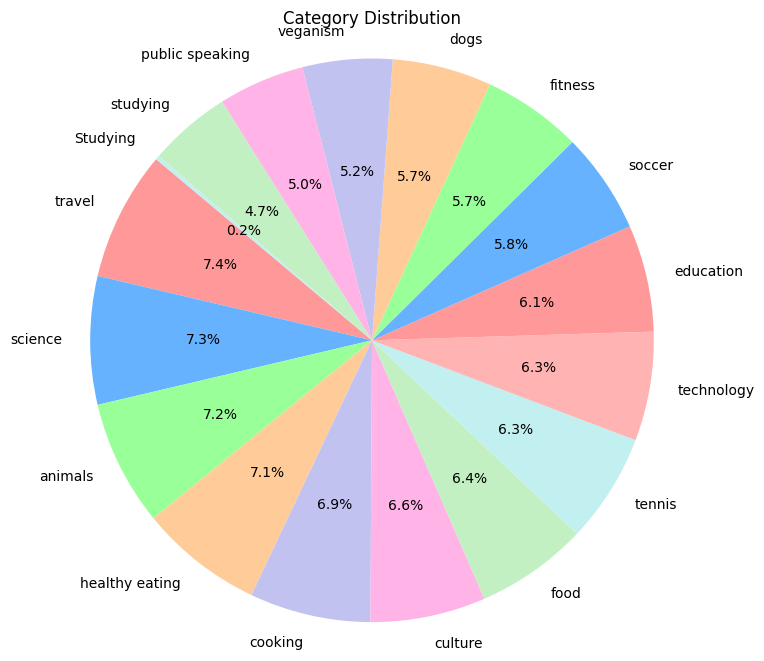 Category Distribution
travel
7.4%
science
7.3%
animals
7.2%
healthy eating
7.1%
cooking
6.9%
culture
6.6%
food
6.4%
tennis
6.3%
technology
6.3%
education
6.1%
soccer
5.8%
fitness
5.7%
dogs
5.7%
veganism
5.2%
public speaking
5.0%
studying
4.7%
Studying
0.2%